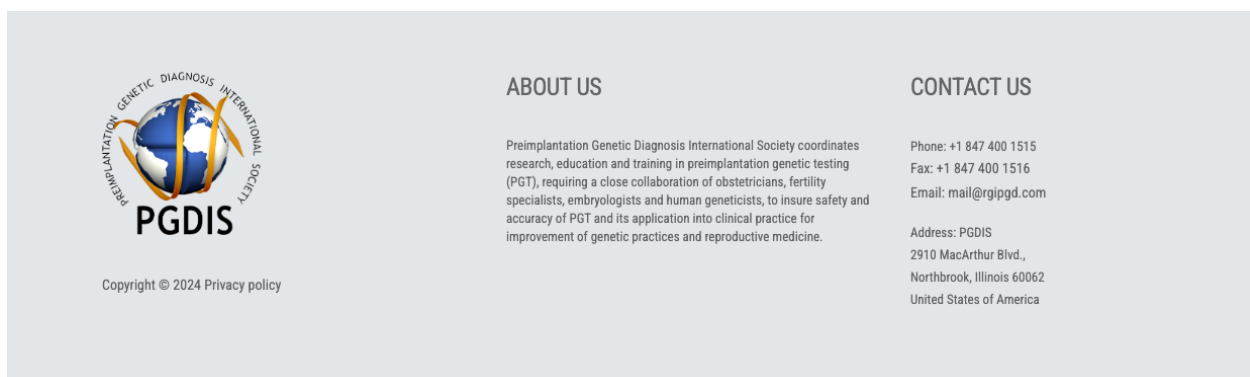 PREIMPLANTATION GENETIC DIAGNOSIS INTERNATIONAL SOCIETY
PGDIS
Copyright © 2024 Privacy policy
ABOUT US
Preimplantation Genetic Diagnosis International Society coordinates
research, education and training in preimplantation genetic testing
(PGT), requiring a close collaboration of obstetricians, fertility
specialists, embryologists and human geneticists, to insure safety and
accuracy of PGT and its application into clinical practice for
improvement of genetic practices and reproductive medicine.
CONTACT US
Phone: +1 847 400 1515
Fax: +1 847 400 1516
Email: mail@rgipgd.com
Address: PGDIS
2910 MacArthur Blvd.,
Northbrook, Illinois 60062
United States of America